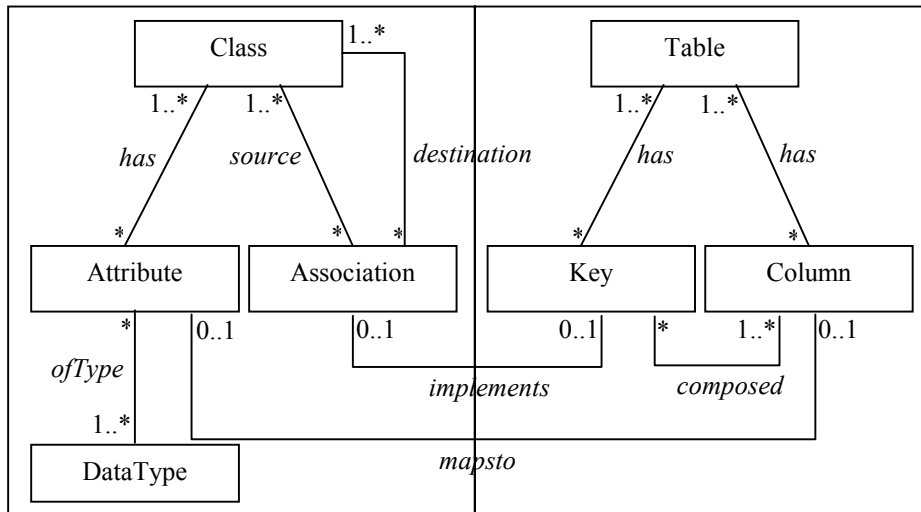 Class
1..*
Table
1..*
1..*
1..*
1..*
has
source
destination
has
has
*
*
*
*
*
Attribute
Association
Key
Column
*
0..1
0..1
0..1
*
1..*
0..1
ofType
implements
composed
1..*
mapsto
DataType